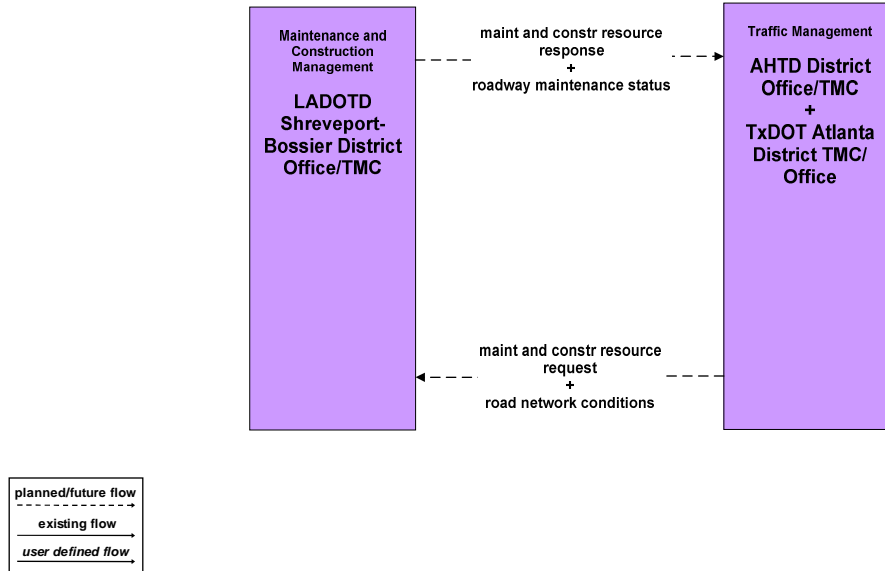 Maintenance and
Construction
Management
LADOTD
Shreveport-
Bossier District
Office/TMC
maint and constr resource
response
+
roadway maintenance status
Traffic Management
AHTD District
Office/TMC
+
TxDOT Atlanta
District TMC/
Office
maint and constr resource
request
+
road network conditions
planned/future flow
existing flow
user defined flow